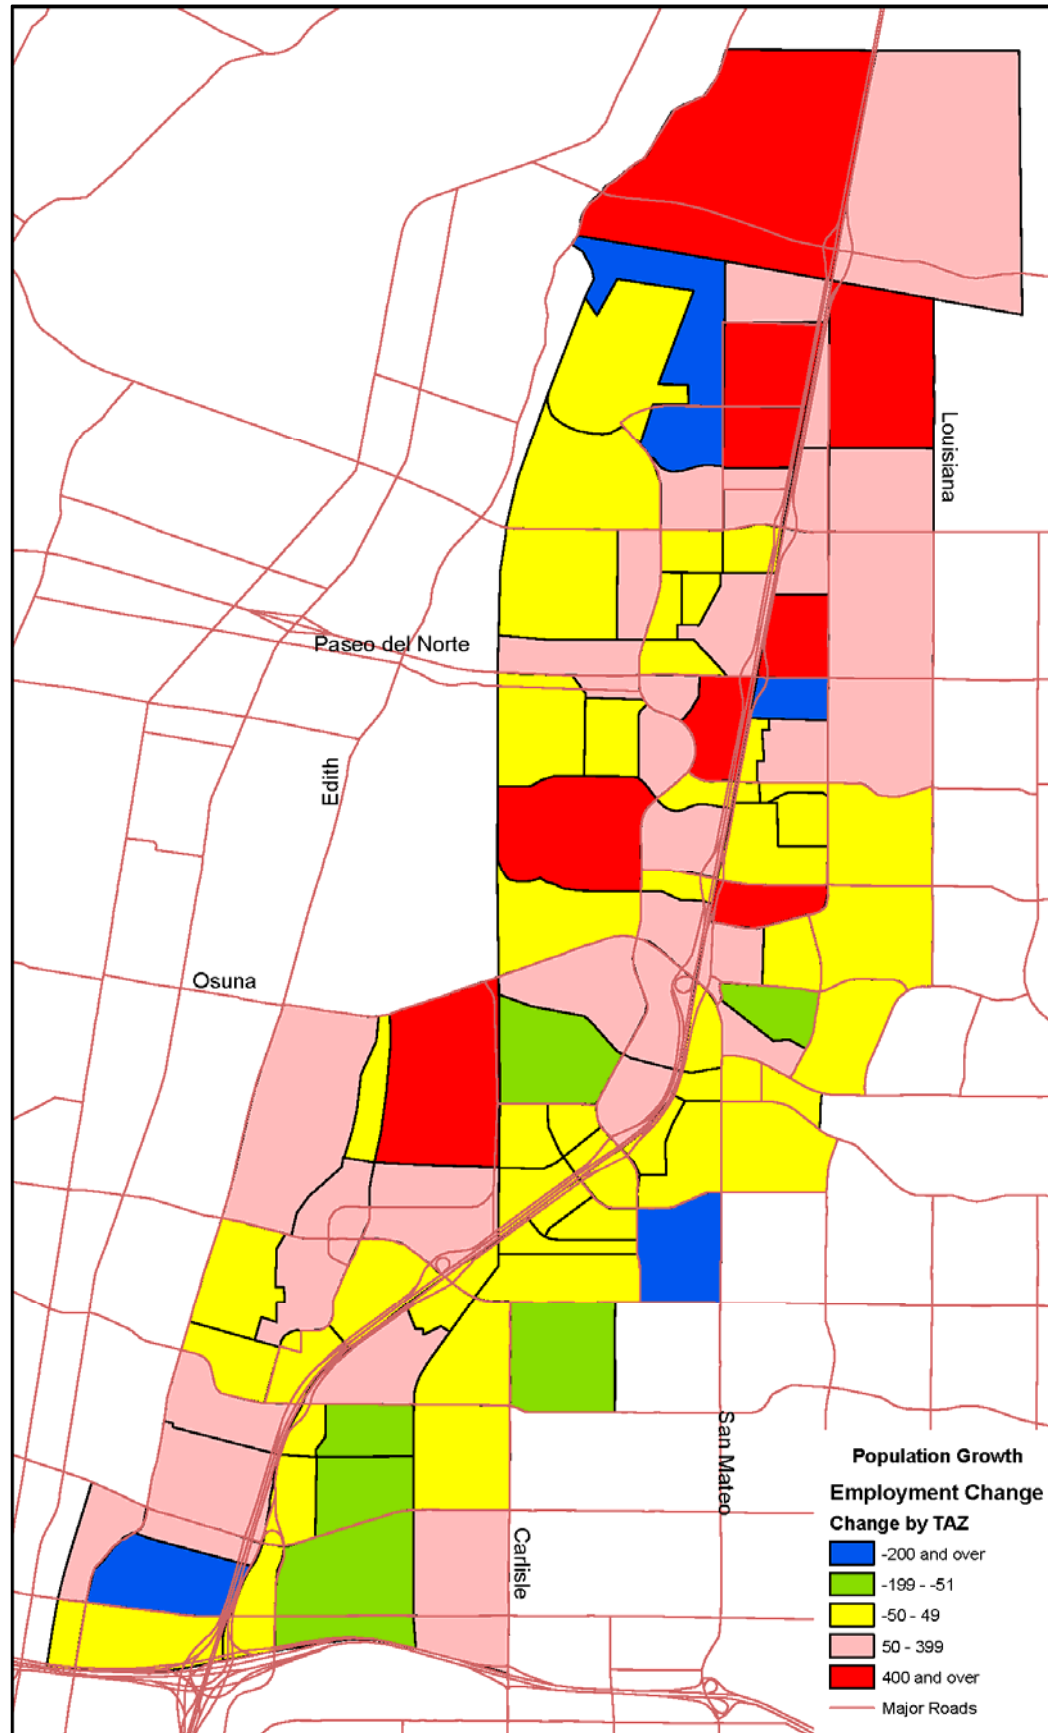 Louisiana
Paseo del Norte
Edith
Osuna
San Mateo
Carlisle
Population Growth
Employment Change
Change by TAZ
-200 and over
-199 - -51
-50 - 49
50 - 399
400 and over
Major Roads